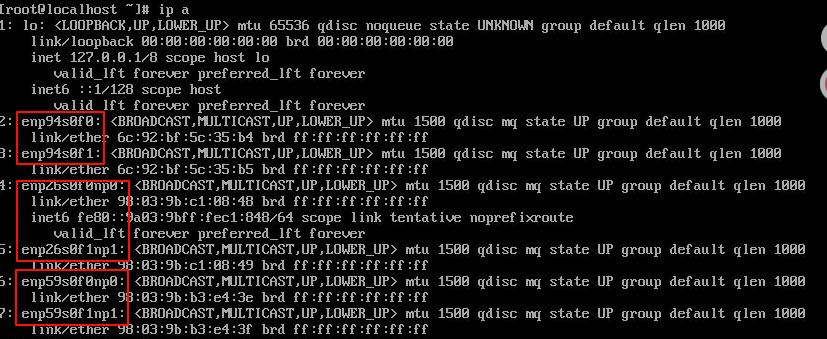 [root@localhost ~]# ip a
1: lo: <LOOPBACK,UP,LOWER_UP> mtu 65536 qdisc noqueue state UNKNOWN group default qlen 1000
link/loopback 00:00:00:00:00:00 brd 00:00:00:00:00:00
inet 127.0.0.1/8 scope host lo
valid_lft forever preferred_lft forever
inet6 ::1/128 scope host
valid_lft forever preferred_lft forever
2: enp94s0f0: <BROADCAST,MULTICAST,UP,LOWER_UP> mtu 1500 qdisc mq state UP group default qlen 1000
link/ether 6c:92:bf:5c:35:b4 brd ff:ff:ff:ff:ff:ff
3: enp94s0f1: <BROADCAST,MULTICAST,UP,LOWER_UP> mtu 1500 qdisc mq state UP group default qlen 1000
link/ether 6c:92:bf:5c:35:b5 brd ff:ff:ff:ff:ff:ff
4: enp26s0f0np0: <BROADCAST,MULTICAST,UP,LOWER_UP> mtu 1500 qdisc mq state UP group default qlen 1000
link/ether 98:03:9b:c1:08:48 brd ff:ff:ff:ff:ff:ff
inet6 fe80::9a03:9bff:fec1:848/64 scope link tentative noprefixroute
valid_lft forever preferred_lft forever
5: enp26s0f1np1: <BROADCAST,MULTICAST,UP,LOWER_UP> mtu 1500 qdisc mq state UP group default qlen 1000
link/ether 98:03:9b:c1:08:49 brd ff:ff:ff:ff:ff:ff
6: enp59s0f0np0: <BROADCAST,MULTICAST,UP,LOWER_UP> mtu 1500 qdisc mq state UP group default qlen 1000
link/ether 98:03:9b:b3:e4:3e brd ff:ff:ff:ff:ff:ff
7: enp59s0f1np1: <BROADCAST,MULTICAST,UP,LOWER_UP> mtu 1500 qdisc mq state UP group default qlen 1000
link/ether 98:03:9b:b3:e4:3f brd ff:ff:ff:ff:ff:ff